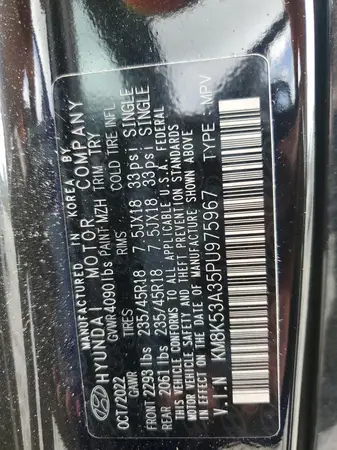 MANUFACTURED IN KOREA BY
HYUNDAI MOTOR COMPANY
OCT/2022 GVWR 4090 lbs PAINT MZH TRIM TRY
GAWR TIRES RIMS COLD TIRE INFL
FRONT 2293 lbs 235/45R18 7.5JX18 33psi SINGLE
REAR 2061 lbs 235/45R18 7.5JX18 33psi SINGLE
THIS VEHICLE CONFORMS TO ALL APPLICABLE U.S.A. FEDERAL
MOTOR VEHICLE SAFETY AND THEFT PREVENTION STANDARDS
IN EFFECT ON THE DATE OF MANUFACTURE SHOWN ABOVE.
V.I.N KM8K53A35PU975967 TYPE: MPV